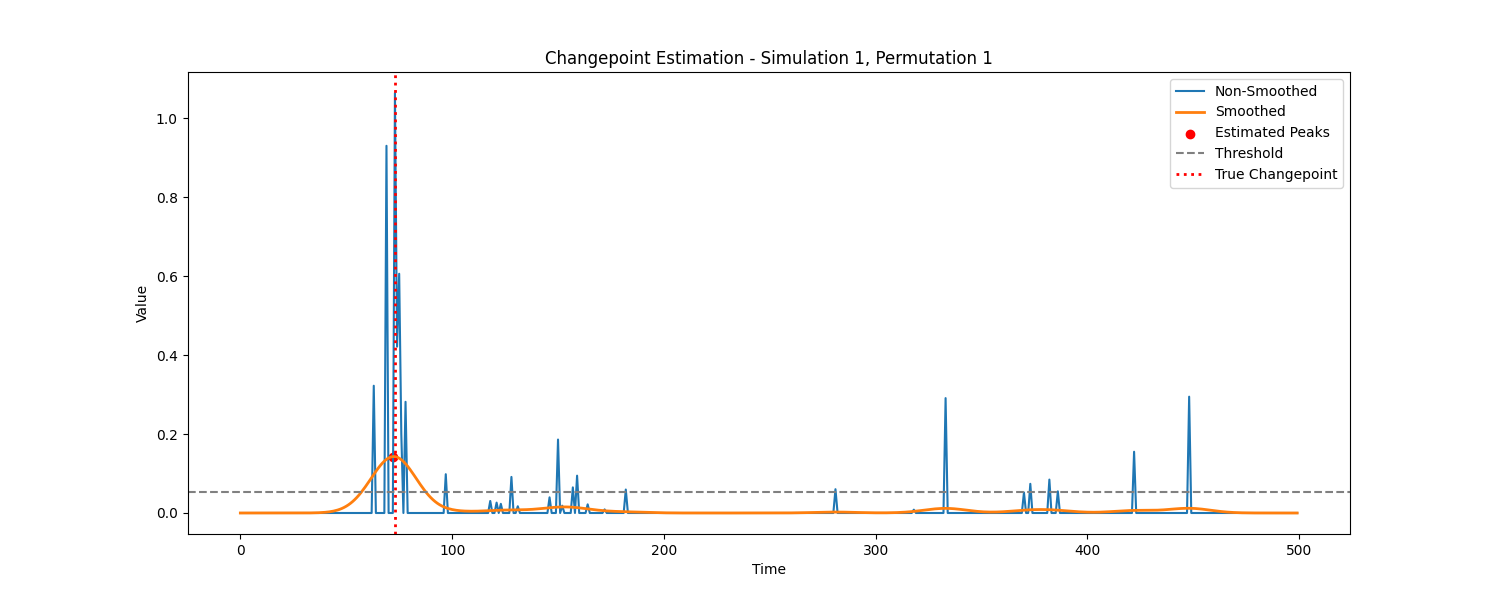 Changepoint Estimation - Simulation 1, Permutation 1
Non-Smoothed
Smoothed
Estimated Peaks
Threshold
True Changepoint
Value
1.0
0.8
0.6
0.4
0.2
0.0
0 100 200 300 400 500
Time